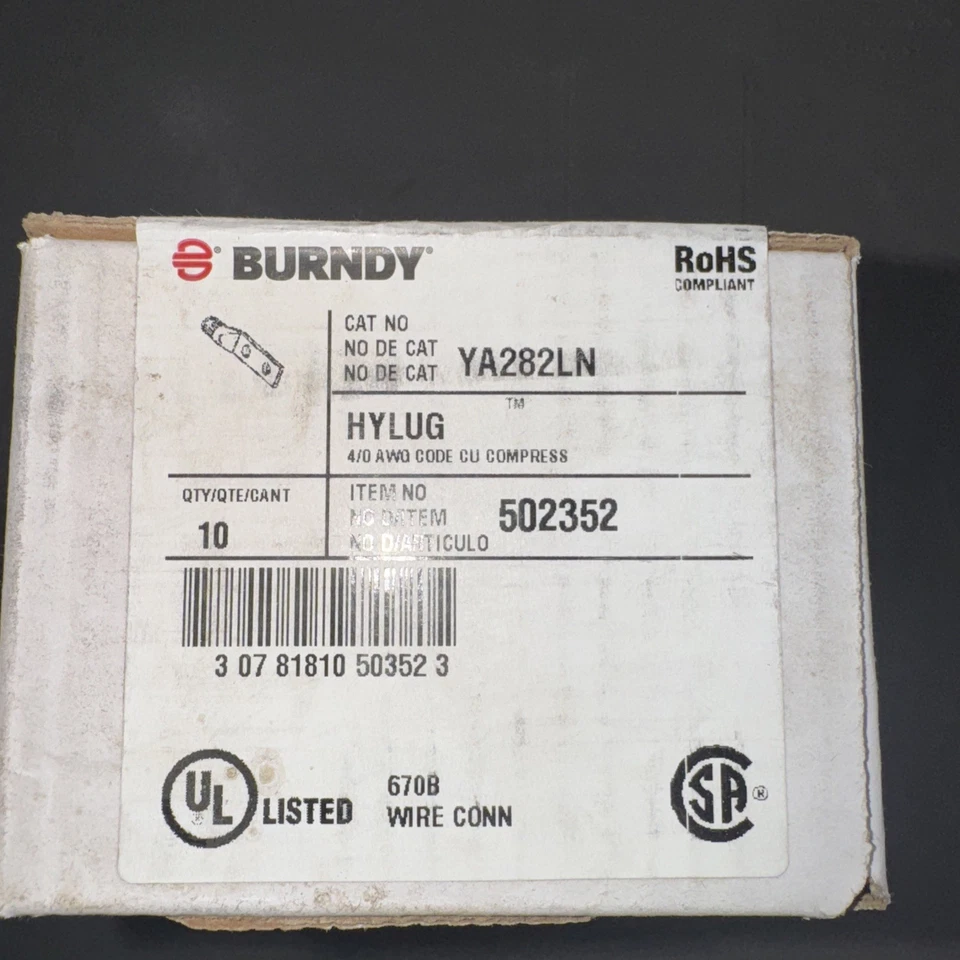 BURNDY®
RoHS
COMPLIANT
CAT NO
NO DE CAT
NO DE CAT YA282LN
HYLUG ™
4/0 AWG CODE CU COMPRESS
QTY/QTE/CANT
10
ITEM NO
NO D'ITEM 502352
NO D/ARTICULO
3 07 81810 50352 3
UL LISTED
670B
WIRE CONN
CSA ®